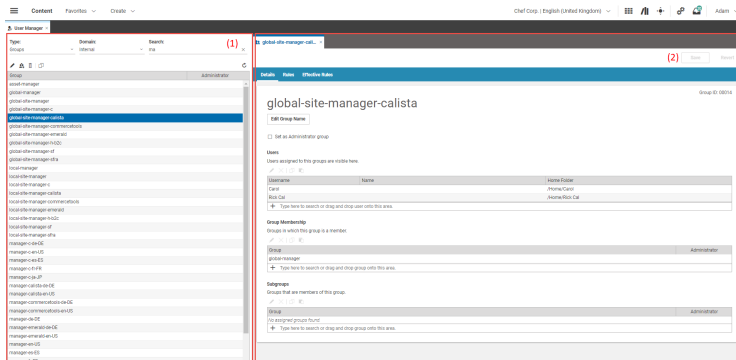 Content Favorites Create Chef Corp | English (United Kingdom) Adam
User Manager
Type: Domain: Search:
Groups Internal ma
(1)
Group Administrator
asset-manager
global-manager
global-site-manager
global-site-manager-c
global-site-manager-calista
global-site-manager-commercetools
global-site-manager-emerald
global-site-manager-h-b2c
global-site-manager-sf
global-site-manager-sfra
local-manager
local-site-manager
local-site-manager-c
local-site-manager-calista
local-site-manager-commercetools
local-site-manager-emerald
local-site-manager-h-b2c
local-site-manager-sf
local-site-manager-sfra
manager-c-de-DE
manager-c-en-US
manager-c-es-ES
manager-c-fr-FR
manager-c-ja-JP
manager-calista-de-DE
manager-calista-en-US
manager-commercetools-de-DE
manager-commercetools-en-US
manager-de-DE
manager-emerald-de-DE
manager-emerald-en-US
manager-en-US
manager-es-ES
global-site-manager-cali...
(2) Save Revert
Details Roles Effective Roles
Group ID: 08014
global-site-manager-calista
Edit Group Name
Set as Administrator group
Users
Users assigned to this groups are visible here.
Username Name Home Folder
Carol /Home/Carol
Rick Cal /Home/Rick Cal
Type here to search or drag and drop user onto this area.
Group Membership
Groups in which this group is a member.
Group Administrator
global-manager
Type here to search or drag and drop group onto this area.
Subgroups
Groups that are members of this group.
Group Administrator
No assigned groups found
Type here to search or drag and drop group onto this area.